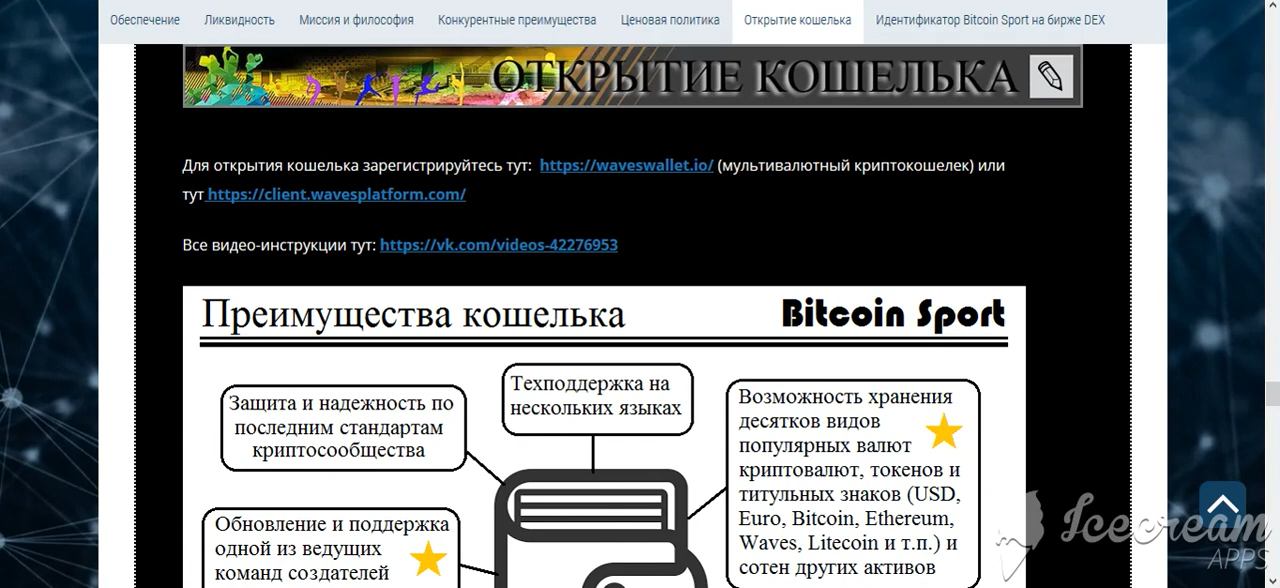 Обеспечение Ликвидность Миссия и философия Конкурентные преимущества Ценовая политика Открытие кошелька Идентификатор Bitcoin Sport на бирже DEX
ОТКРЫТИЕ КОШЕЛЬКА
Для открытия кошелька зарегистрируйтесь тут: https://waveswallet.io/ (мультивалютный криптокошелек) или
тут https://client.wavesplatform.com/
Все видео-инструкции тут: https://vk.com/videos-42276953
Преимущества кошелька Bitcoin Sport
Защита и надежность по
последним стандартам
криптосообщества
Техподдержка на
нескольких языках
Возможность хранения
десятков видов
популярных валют
криптовалют, токенов и
титульных знаков (USD,
Euro, Bitcoin, Ethereum,
Waves, Litecoin и т.п.) и
сотен других активов
Обновление и поддержка
одной из ведущих
команд создателей
Icecream
APPS